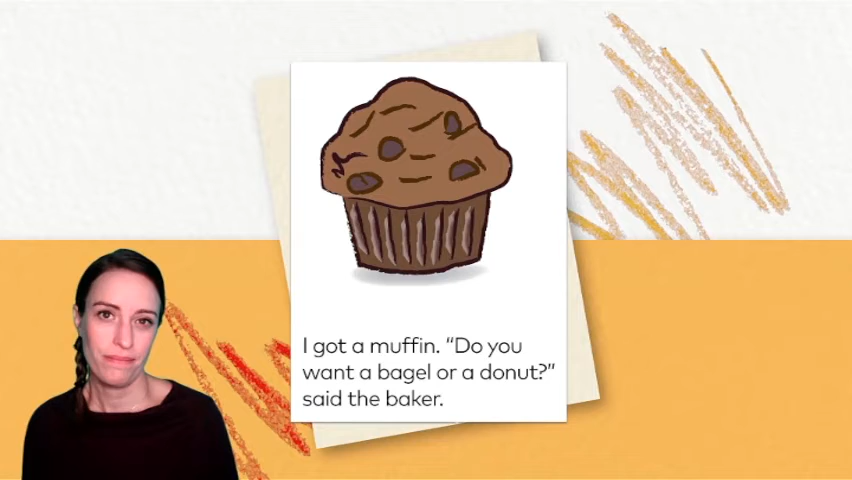 I got a muffin. “Do you
want a bagel or a donut?”
said the baker.